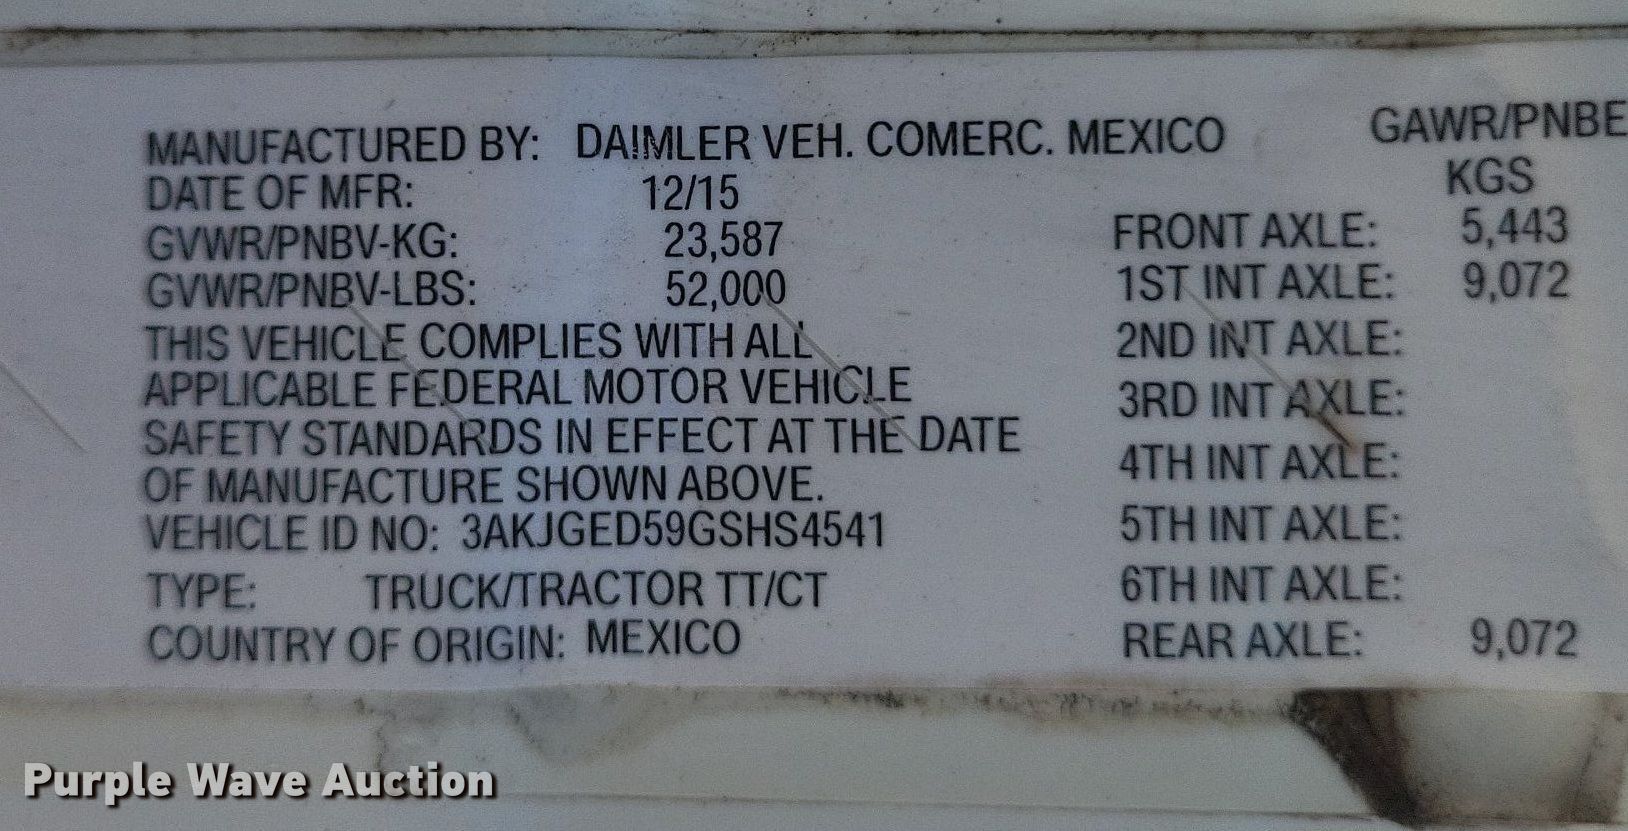 MANUFACTURED BY: DAIMLER VEH. COMERC. MEXICO
DATE OF MFR: 12/15
GVWR/PNBV-KG: 23,587
GVWR/PNBV-LBS: 52,000
THIS VEHICLE COMPLIES WITH ALL
APPLICABLE FEDERAL MOTOR VEHICLE
SAFETY STANDARDS IN EFFECT AT THE DATE
OF MANUFACTURE SHOWN ABOVE.
VEHICLE ID NO: 3AKJGED59GSHS4541
TYPE: TRUCK/TRACTOR TT/CT
COUNTRY OF ORIGIN: MEXICO
GAWR/PNBE
KGS
FRONT AXLE: 5,443
1ST INT AXLE: 9,072
2ND INT AXLE:
3RD INT AXLE:
4TH INT AXLE:
5TH INT AXLE:
6TH INT AXLE:
REAR AXLE: 9,072
Purple Wave Auction